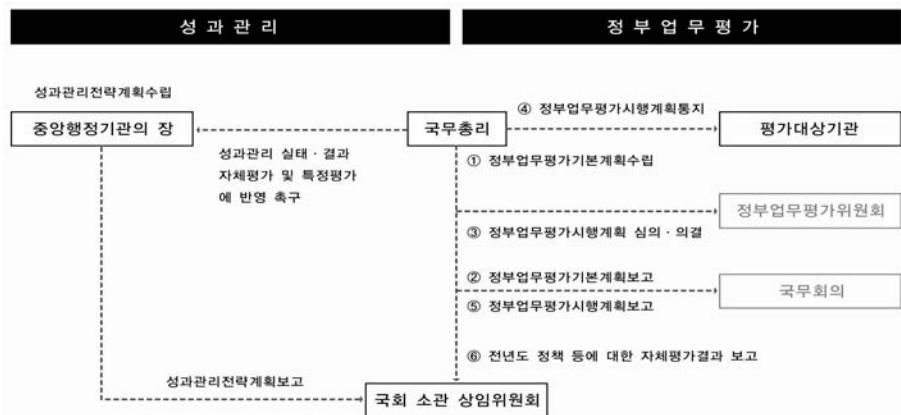 성과관리
정부업무평가
성과관리전략계획수립
중앙행정기관의 장
국무총리
④ 정부업무평가시행계획통지
평가대상기관
성과관리 실태·결과
자체평가 및 특정평가
에 반영 촉구
① 정부업무평가기본계획수립
정부업무평가위원회
③ 정부업무평가시행계획 심의·의결
② 정부업무평가기본계획보고
국무회의
⑤ 정부업무평가시행계획보고
⑥ 전년도 정책 등에 대한 자체평가결과 보고
성과관리전략계획보고
국회 소관 상임위원회